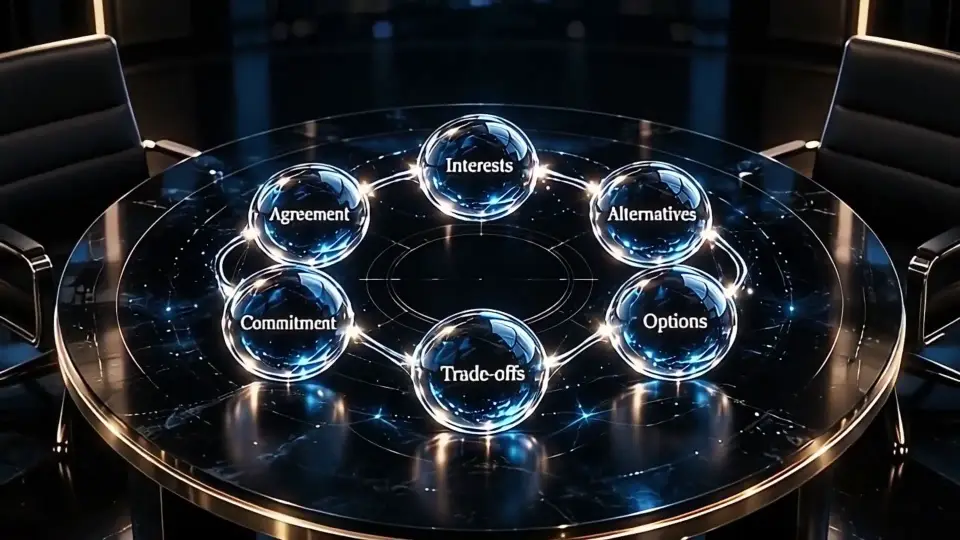 Interests
Agreement
Alternatives
Commitment
Options
Trade-offs